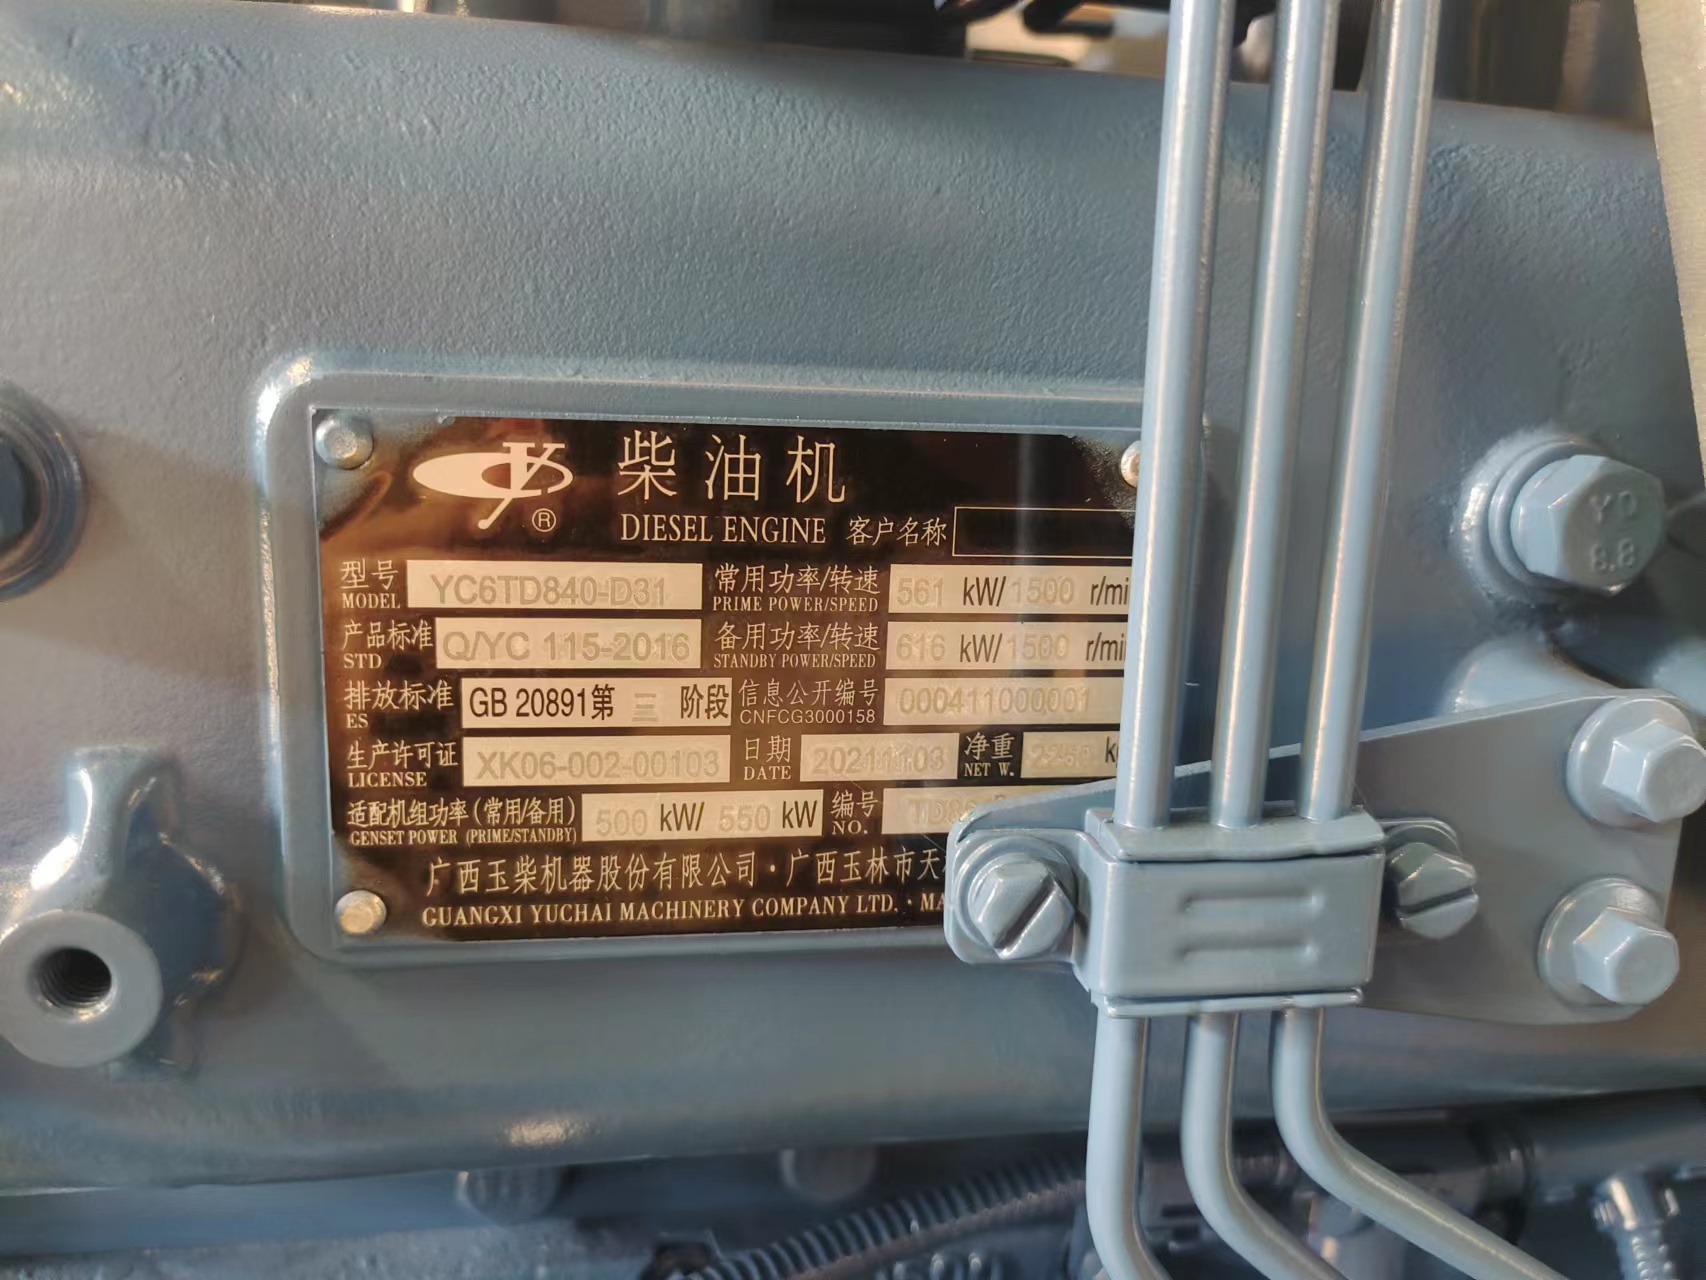 柴油机
DIESEL ENGINE 客户名称
型号 YC6TD840-D31 常用功率/转速 561 kW/ 1500
MODEL PRIME POWER/SPEED
产品标准 Q/YC 115-2016 备用功率/转速 616 kW/ 1500
STD STANDBY POWER/SPEED
排放标准 GB 20891第 三 阶段 信息公开编号 000411000001
ES CNFCG3000158
生产许可证 XK06-002-00103 日期 20211103 净重
LICENSE DATE NET W.
适配机组功率(常用/备用) 500 kW/ 550 kW 编号
GENSET POWER (PRIME/STANDBY) NO.
广西玉柴机器股份有限公司·广西玉林市
GUANGXI YUCHAI MACHINERY COMPANY LTD. ·
8.8